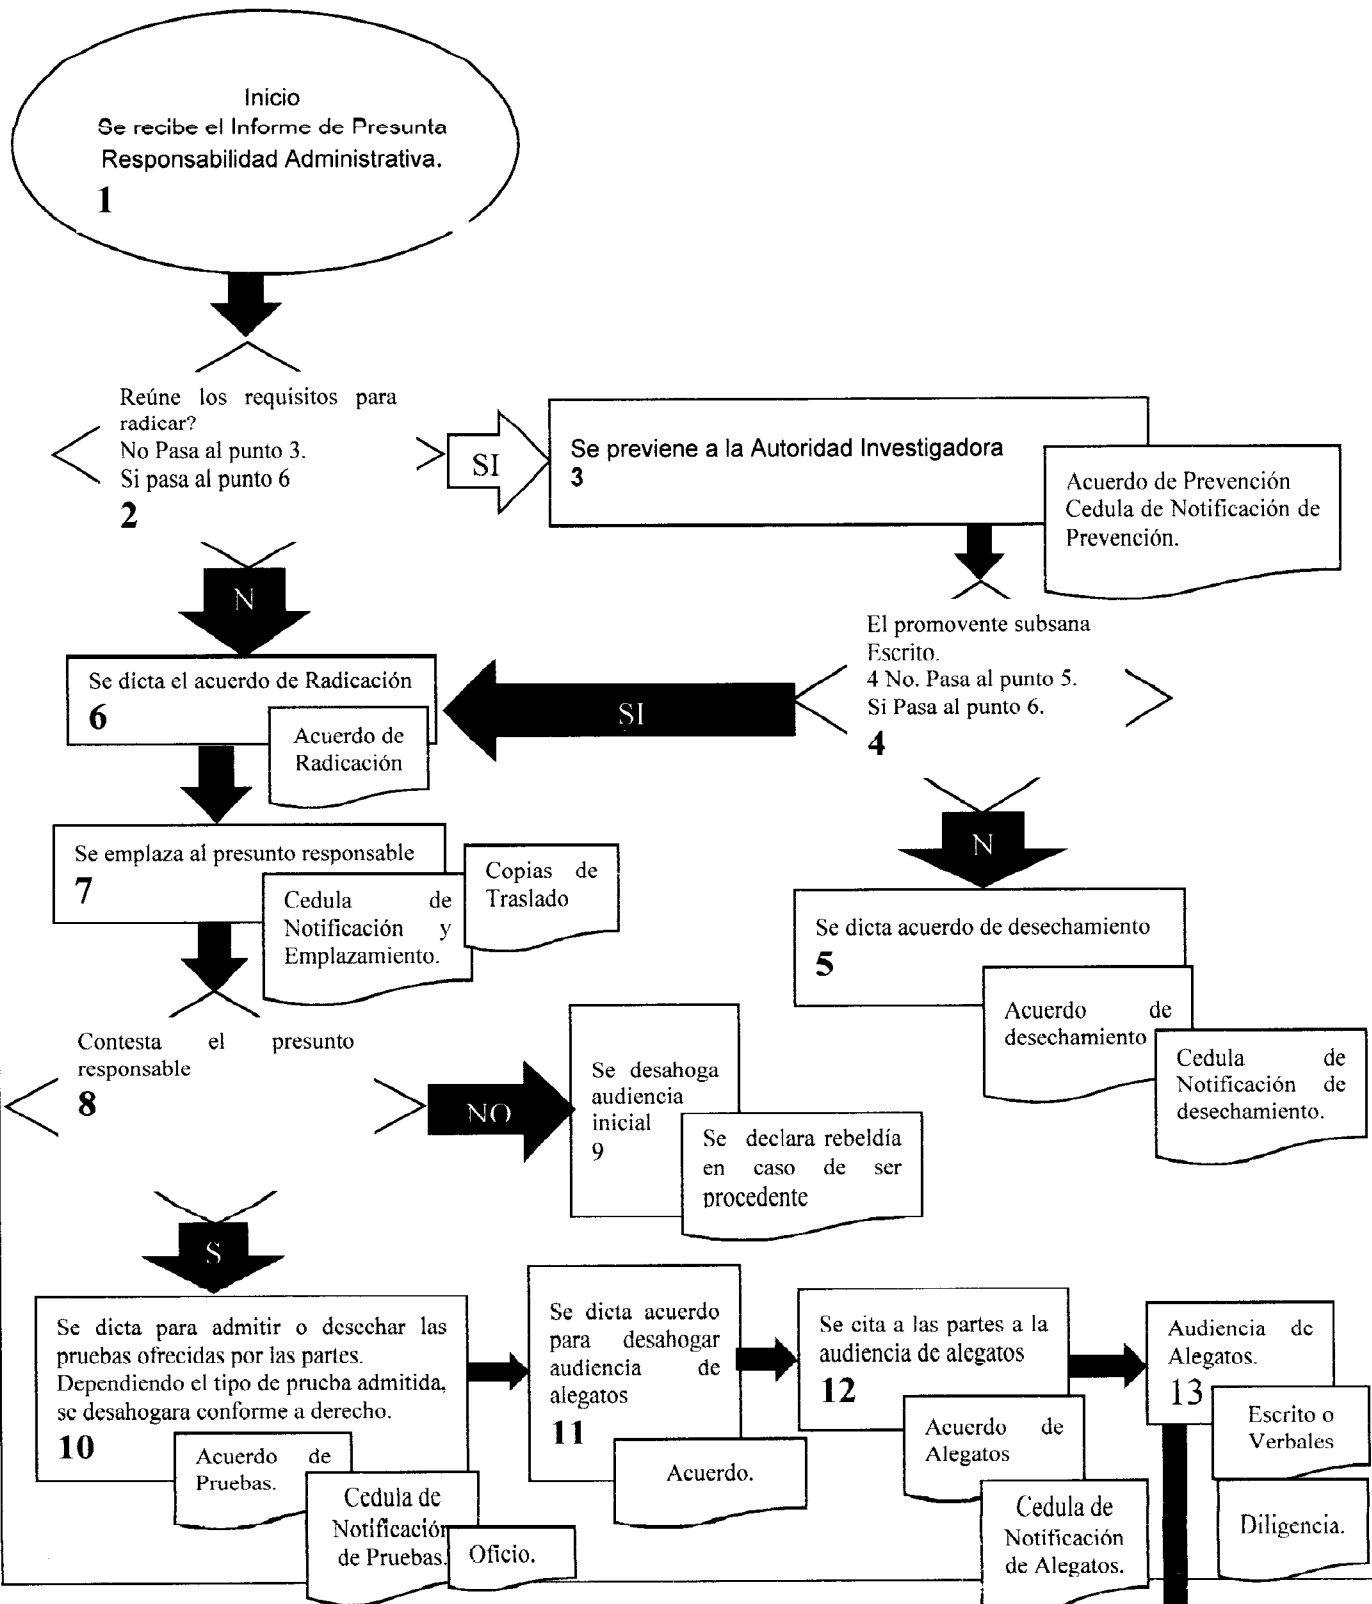 Inicio
Se recibe el Informe de Presunta
Responsabilidad Administrativa.
1
Reúne los requisitos para
radicar?
No Pasa al punto 3.
Si pasa al punto 6
2
SI
Se previene a la Autoridad Investigadora
3
Acuerdo de Prevención
Cedula de Notificación de
Prevención.
N
El promovente subsana
Escrito.
4 No. Pasa al punto 5.
Si Pasa al punto 6.
4
SI
Se dicta el acuerdo de Radicación
6
Acuerdo de
Radicación
N
Se emplaza al presunto responsable
7
Cedula de
Notificación y
Emplazamiento.
Copias de
Traslado
Se dicta acuerdo de desechamiento
5
Acuerdo de
desechamiento
Cedula de
Notificación de
desechamiento.
Contesta el presunto
responsable
8
NO
Se desahoga
audiencia
inicial
9
Se declara rebeldía
en caso de ser
procedente
S
Se dicta para admitir o desechar las
pruebas ofrecidas por las partes.
Dependiendo el tipo de prueba admitida,
se desahogara conforme a derecho.
10
Acuerdo de
Pruebas.
Cedula de
Notificación
de Pruebas.
Oficio.
Se dicta acuerdo
para desahogar
audiencia de
alegatos
11
Acuerdo.
Se cita a las partes a la
audiencia de alegatos
12
Acuerdo de
Alegatos
Cedula de
Notificación
de Alegatos.
Audiencia de
Alegatos.
13
Escrito o
Verbales
Diligencia.